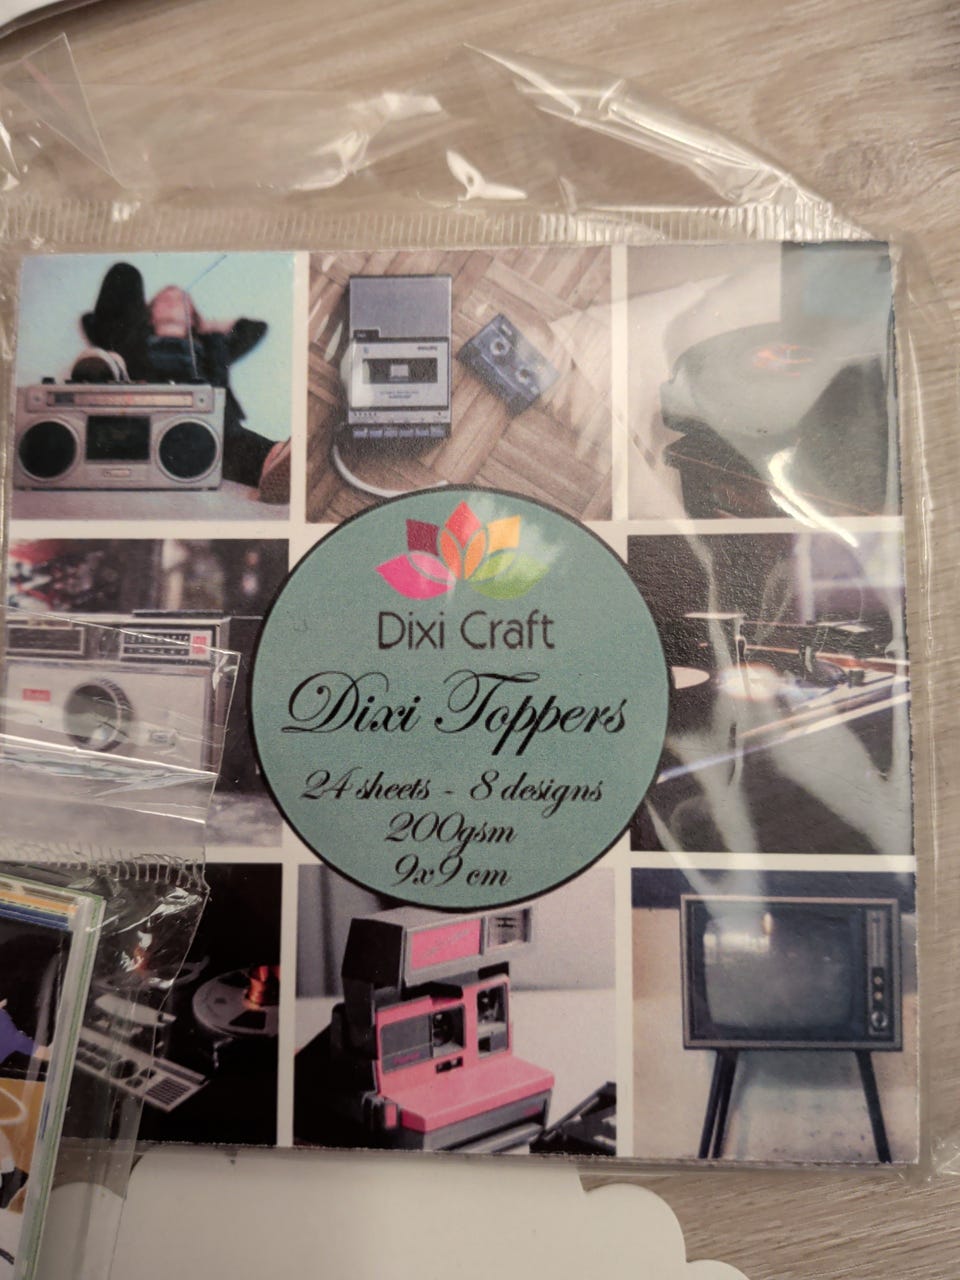 Dixi Craft
Dixi Toppers
24 sheets - 8 designs
200gsm
9x9 cm